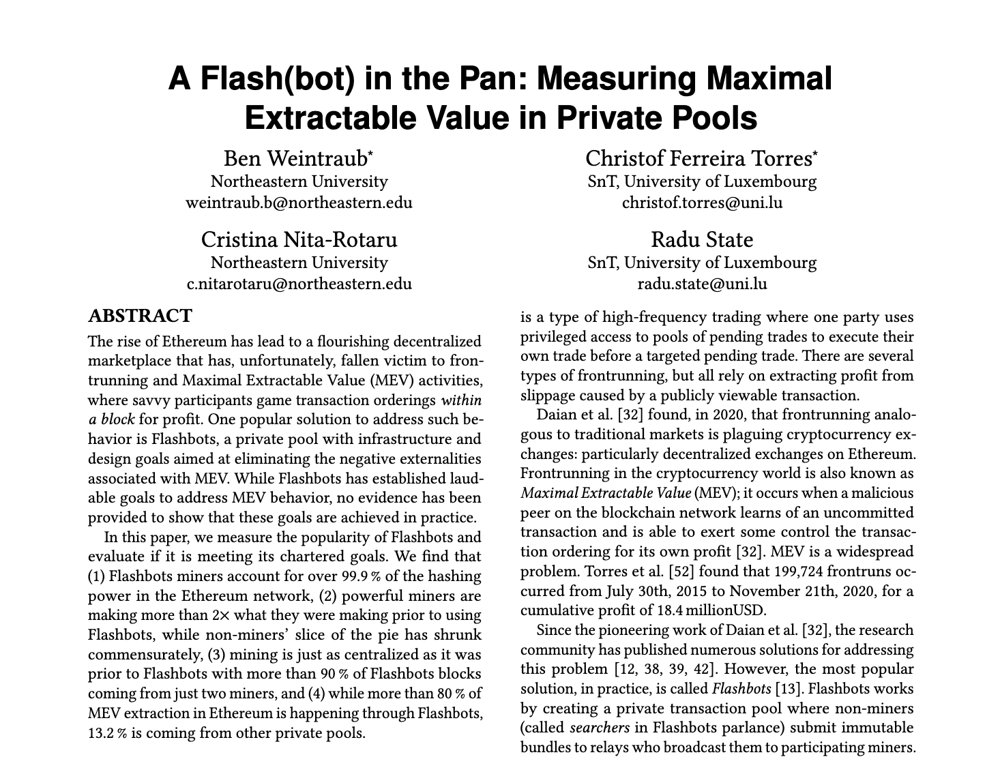 A Flash(bot) in the Pan: Measuring Maximal
Extractable Value in Private Pools
Ben Weintraub*
Northeastern University
weintraub.b@northeastern.edu
Christof Ferreira Torres*
SnT, University of Luxembourg
christof.torres@uni.lu
Cristina Nita-Rotaru
Northeastern University
c.nitarotaru@northeastern.edu
Radu State
SnT, University of Luxembourg
radu.state@uni.lu
ABSTRACT
The rise of Ethereum has lead to a flourishing decentralized
marketplace that has, unfortunately, fallen victim to fron-
trunning and Maximal Extractable Value (MEV) activities,
where savvy participants game transaction orderings within
a block for profit. One popular solution to address such be-
havior is Flashbots, a private pool with infrastructure and
design goals aimed at eliminating the negative externalities
associated with MEV. While Flashbots has established laud-
able goals to address MEV behavior, no evidence has been
provided to show that these goals are achieved in practice.
In this paper, we measure the popularity of Flashbots and
evaluate if it is meeting its chartered goals. We find that
(1) Flashbots miners account for over 99.9 % of the hashing
power in the Ethereum network, (2) powerful miners are
making more than 2× what they were making prior to using
Flashbots, while non-miners' slice of the pie has shrunk
commensurately, (3) mining is just as centralized as it was
prior to Flashbots with more than 90 % of Flashbots blocks
coming from just two miners, and (4) while more than 80 % of
MEV extraction in Ethereum is happening through Flashbots,
13.2 % is coming from other private pools.
is a type of high-frequency trading where one party uses
privileged access to pools of pending trades to execute their
own trade before a targeted pending trade. There are several
types of frontrunning, but all rely on extracting profit from
slippage caused by a publicly viewable transaction.
Daian et al. [32] found, in 2020, that frontrunning analo-
gous to traditional markets is plaguing cryptocurrency ex-
changes: particularly decentralized exchanges on Ethereum.
Frontrunning in the cryptocurrency world is also known as
Maximal Extractable Value (MEV); it occurs when a malicious
peer on the blockchain network learns of an uncommitted
transaction and is able to exert some control the transac-
tion ordering for its own profit [32]. MEV is a widespread
problem. Torres et al. [52] found that 199,724 frontruns oc-
curred from July 30th, 2015 to November 21th, 2020, for a
cumulative profit of 18.4 millionUSD.
Since the pioneering work of Daian et al. [32], the research
community has published numerous solutions for addressing
this problem [12, 38, 39, 42]. However, the most popular
solution, in practice, is called Flashbots [13]. Flashbots works
by creating a private transaction pool where non-miners
(called searchers in Flashbots parlance) submit immutable
bundles to relays who broadcast them to participating miners.